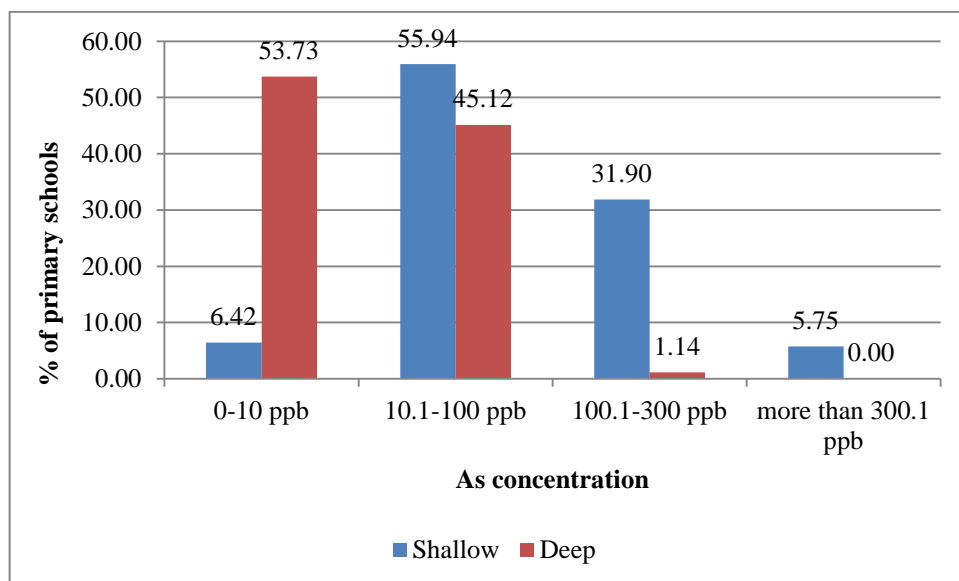 60.00
50.00
40.00
30.00
20.00
10.00
0.00
% of primary schools
6.42
53.73
55.94
45.12
31.90
1.14
5.75
0.00
0-10 ppb
10.1-100 ppb
100.1-300 ppb
more than 300.1
ppb
As concentration
Shallow
Deep